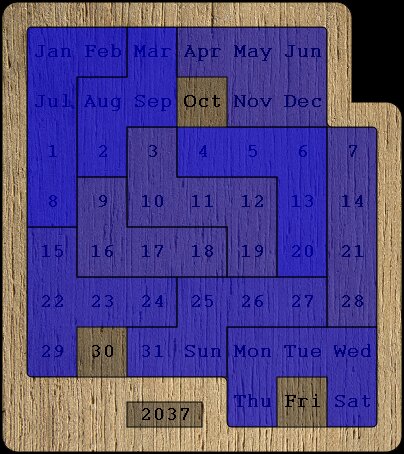 Jan Feb Mar Apr May Jun
Jul Aug Sep Oct Nov Dec
1 2 3 4 5 6 7
8 9 10 11 12 13 14
15 16 17 18 19 20 21
22 23 24 25 26 27 28
29 30 31 Sun Mon Tue Wed
Thu Fri Sat
2037